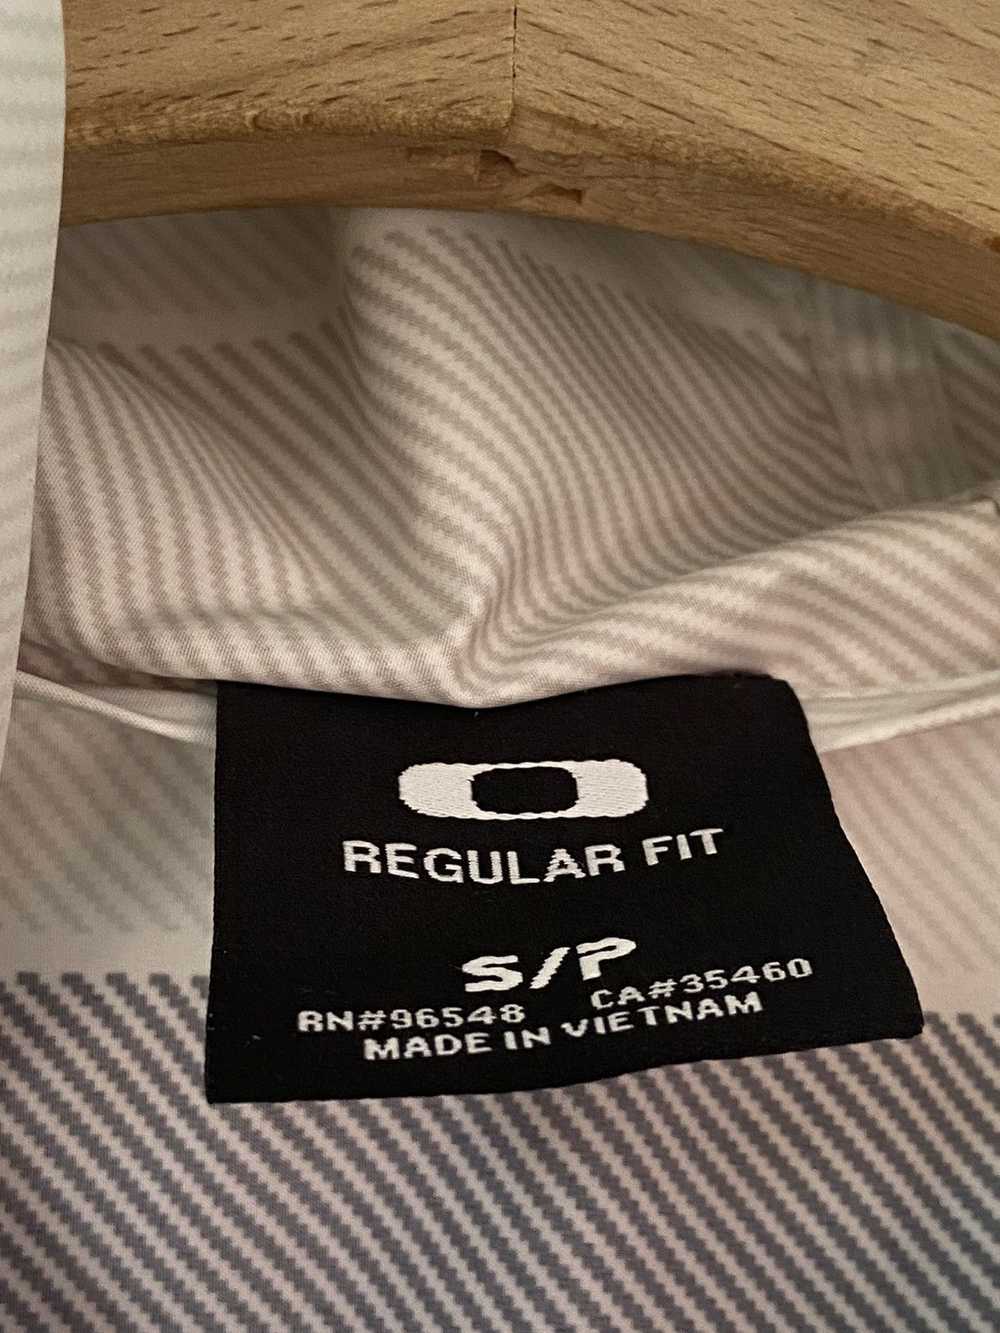 REGULAR FIT
S/P
RN#96548 CA#35460
MADE IN VIETNAM